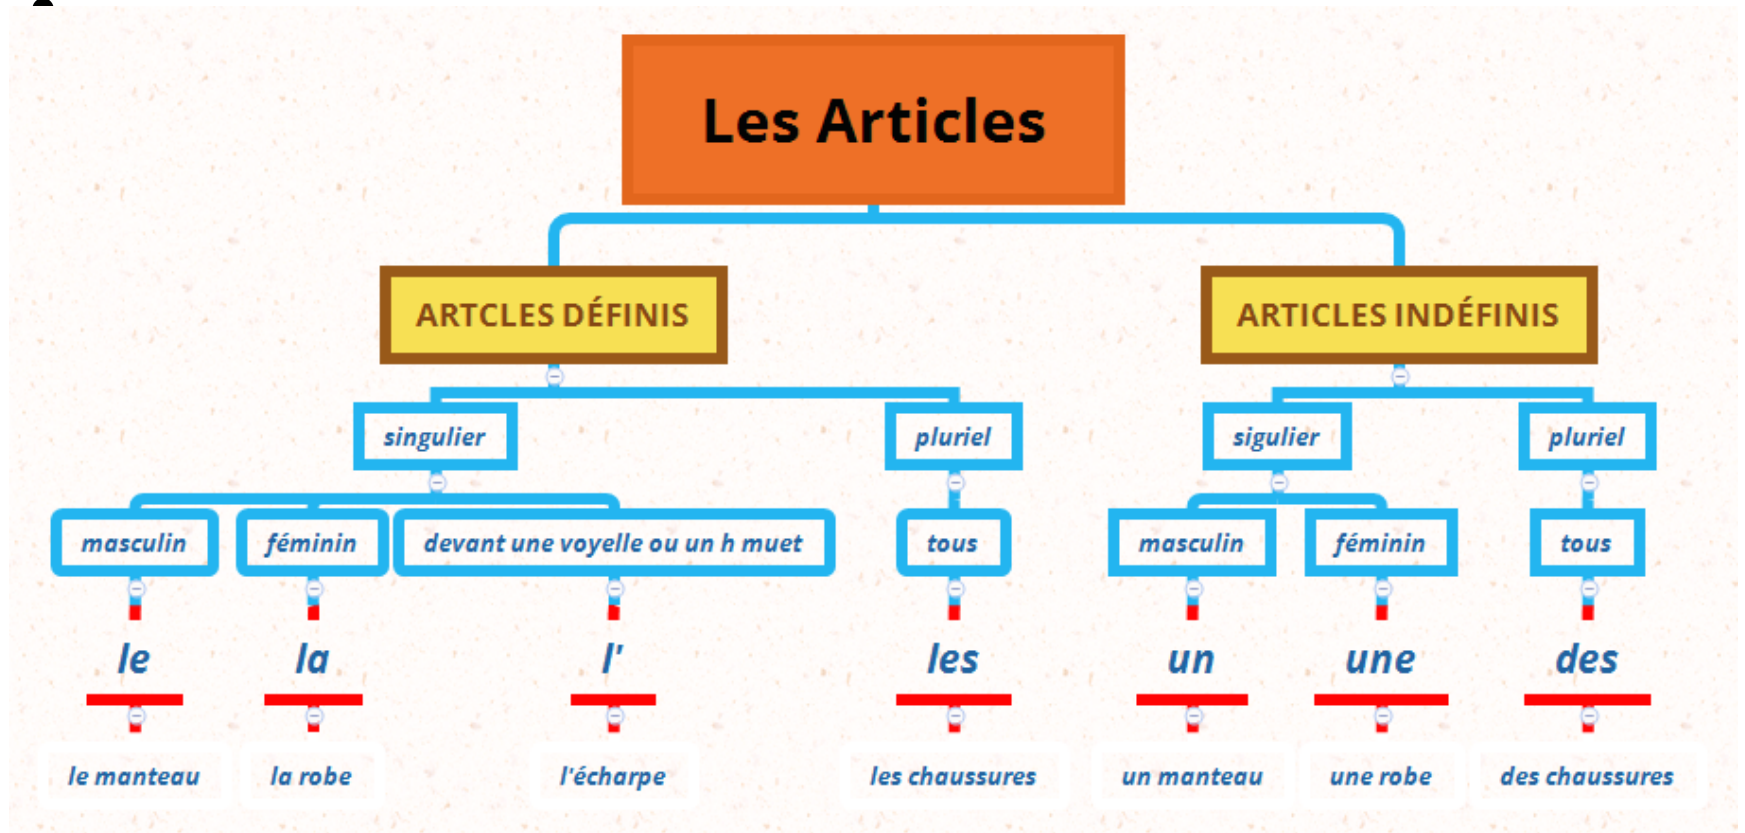 Les Articles
ARTCLES DÉFINIS
ARTICLES INDÉFINIS
singulier
pluriel
sigulier
pluriel
masculin
féminin
devant une voyelle ou un h muet
tous
masculin
féminin
tous
le
la
l'
les
un
une
des
le manteau
la robe
l'écharpe
les chaussures
un manteau
une robe
des chaussures